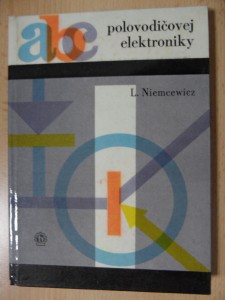 abc
polovodičovej
elektroniky
L. Niemcewicz